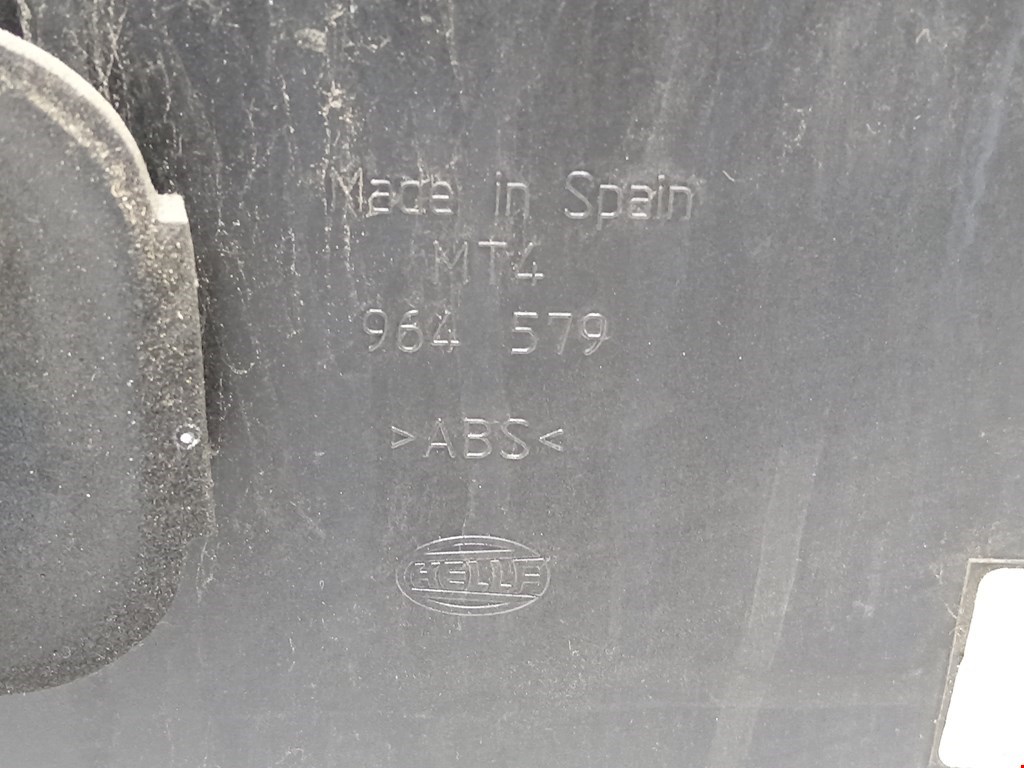 Made in Spain
MT4
964 579
>ABS<
HELLA